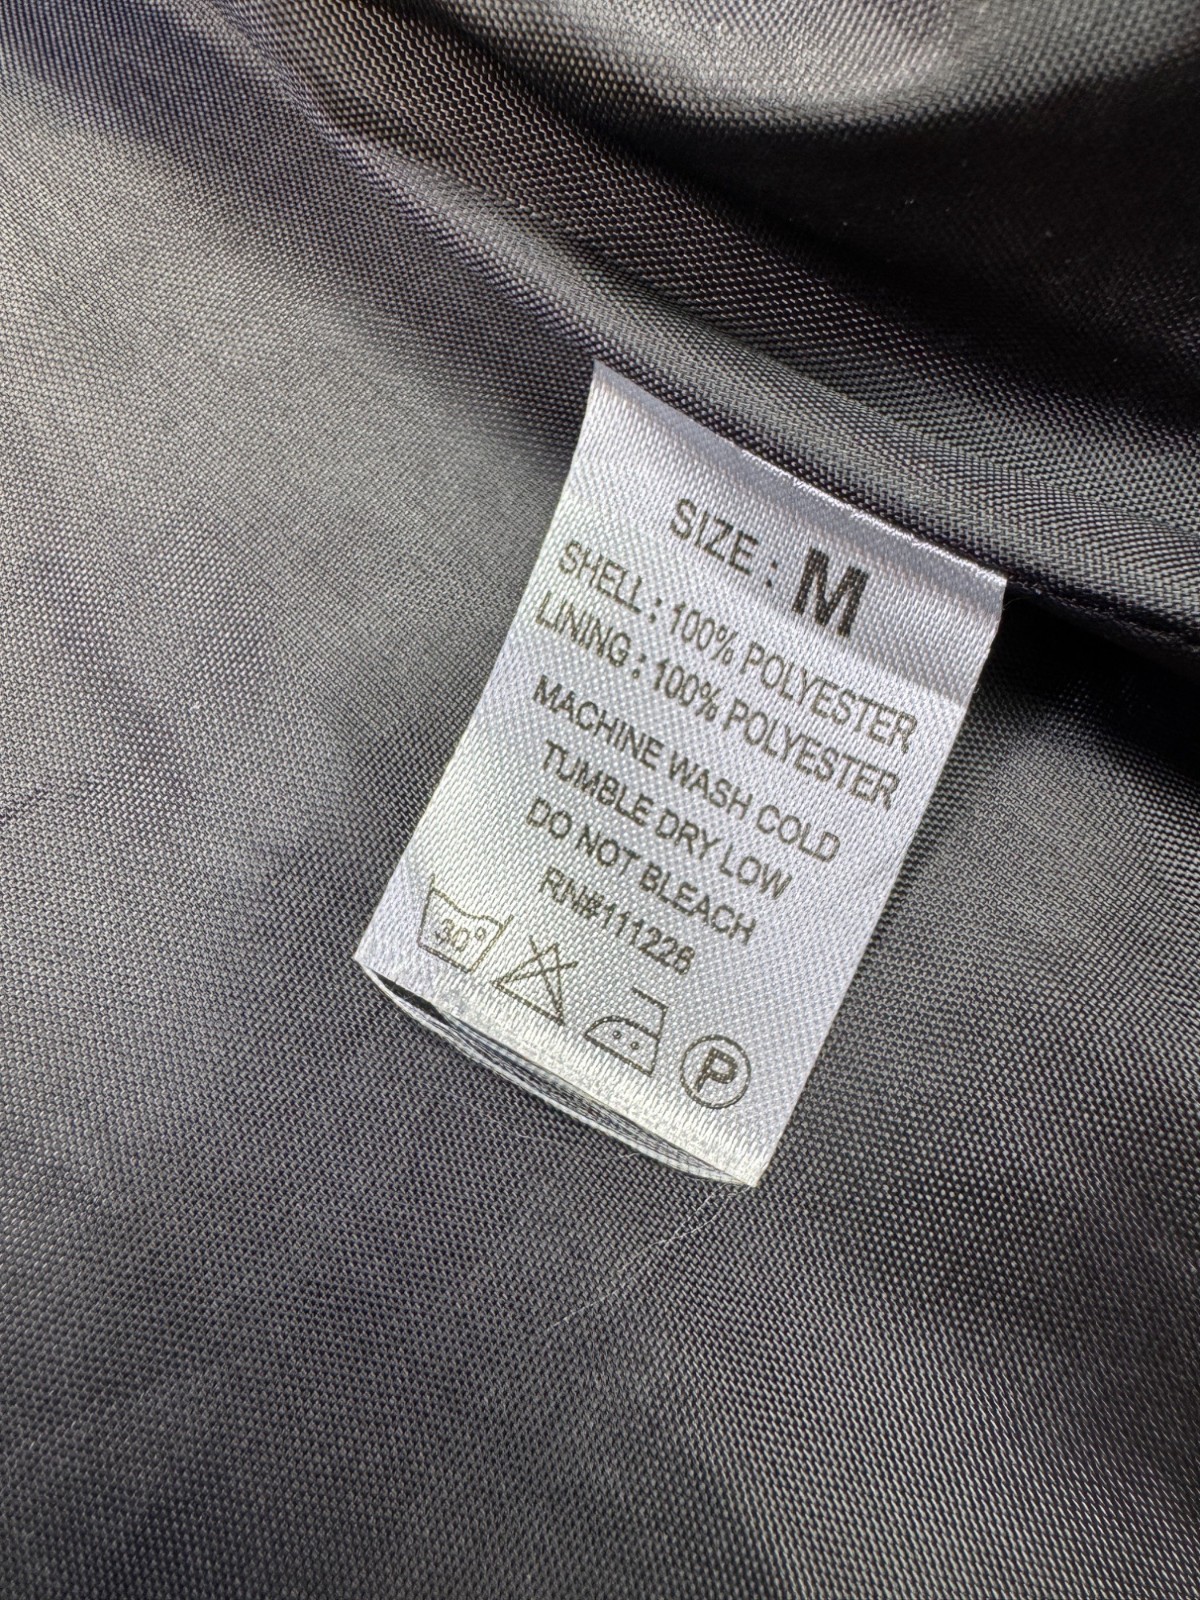 SIZE : M
SHELL : 100% POLYESTER
LINING : 100% POLYESTER
MACHINE WASH COLD
TUMBLE DRY LOW
DO NOT BLEACH
RN#111226
30°
P